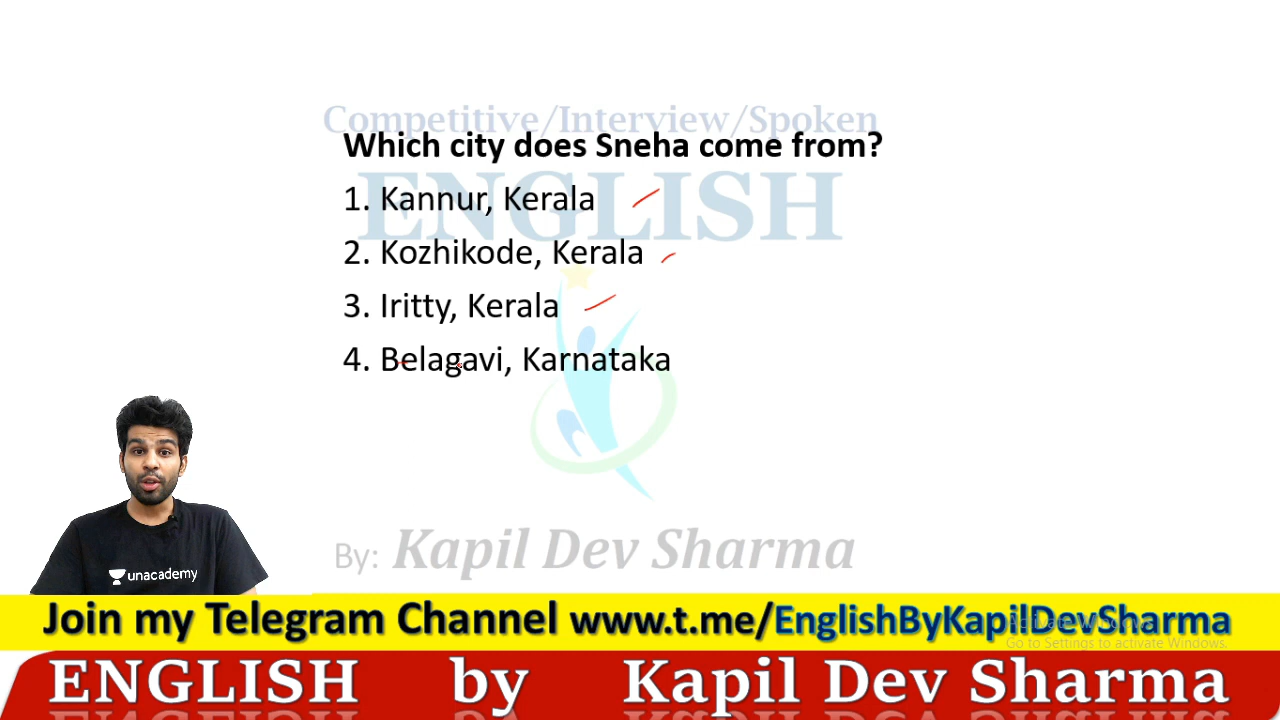 Competitive/Interview/Spoken
Which city does Sneha come from?
ENGLISH
1. Kannur, Kerala
2. Kozhikode, Kerala
3. Iritty, Kerala
4. Belagavi, Karnataka
unacademy
By: Kapil Dev Sharma
Join my Telegram Channel www.t.me/EnglishByKapilDevSharma
Activate Windows
Go to Settings to activate Windows.
ENGLISH by Kapil Dev Sharma